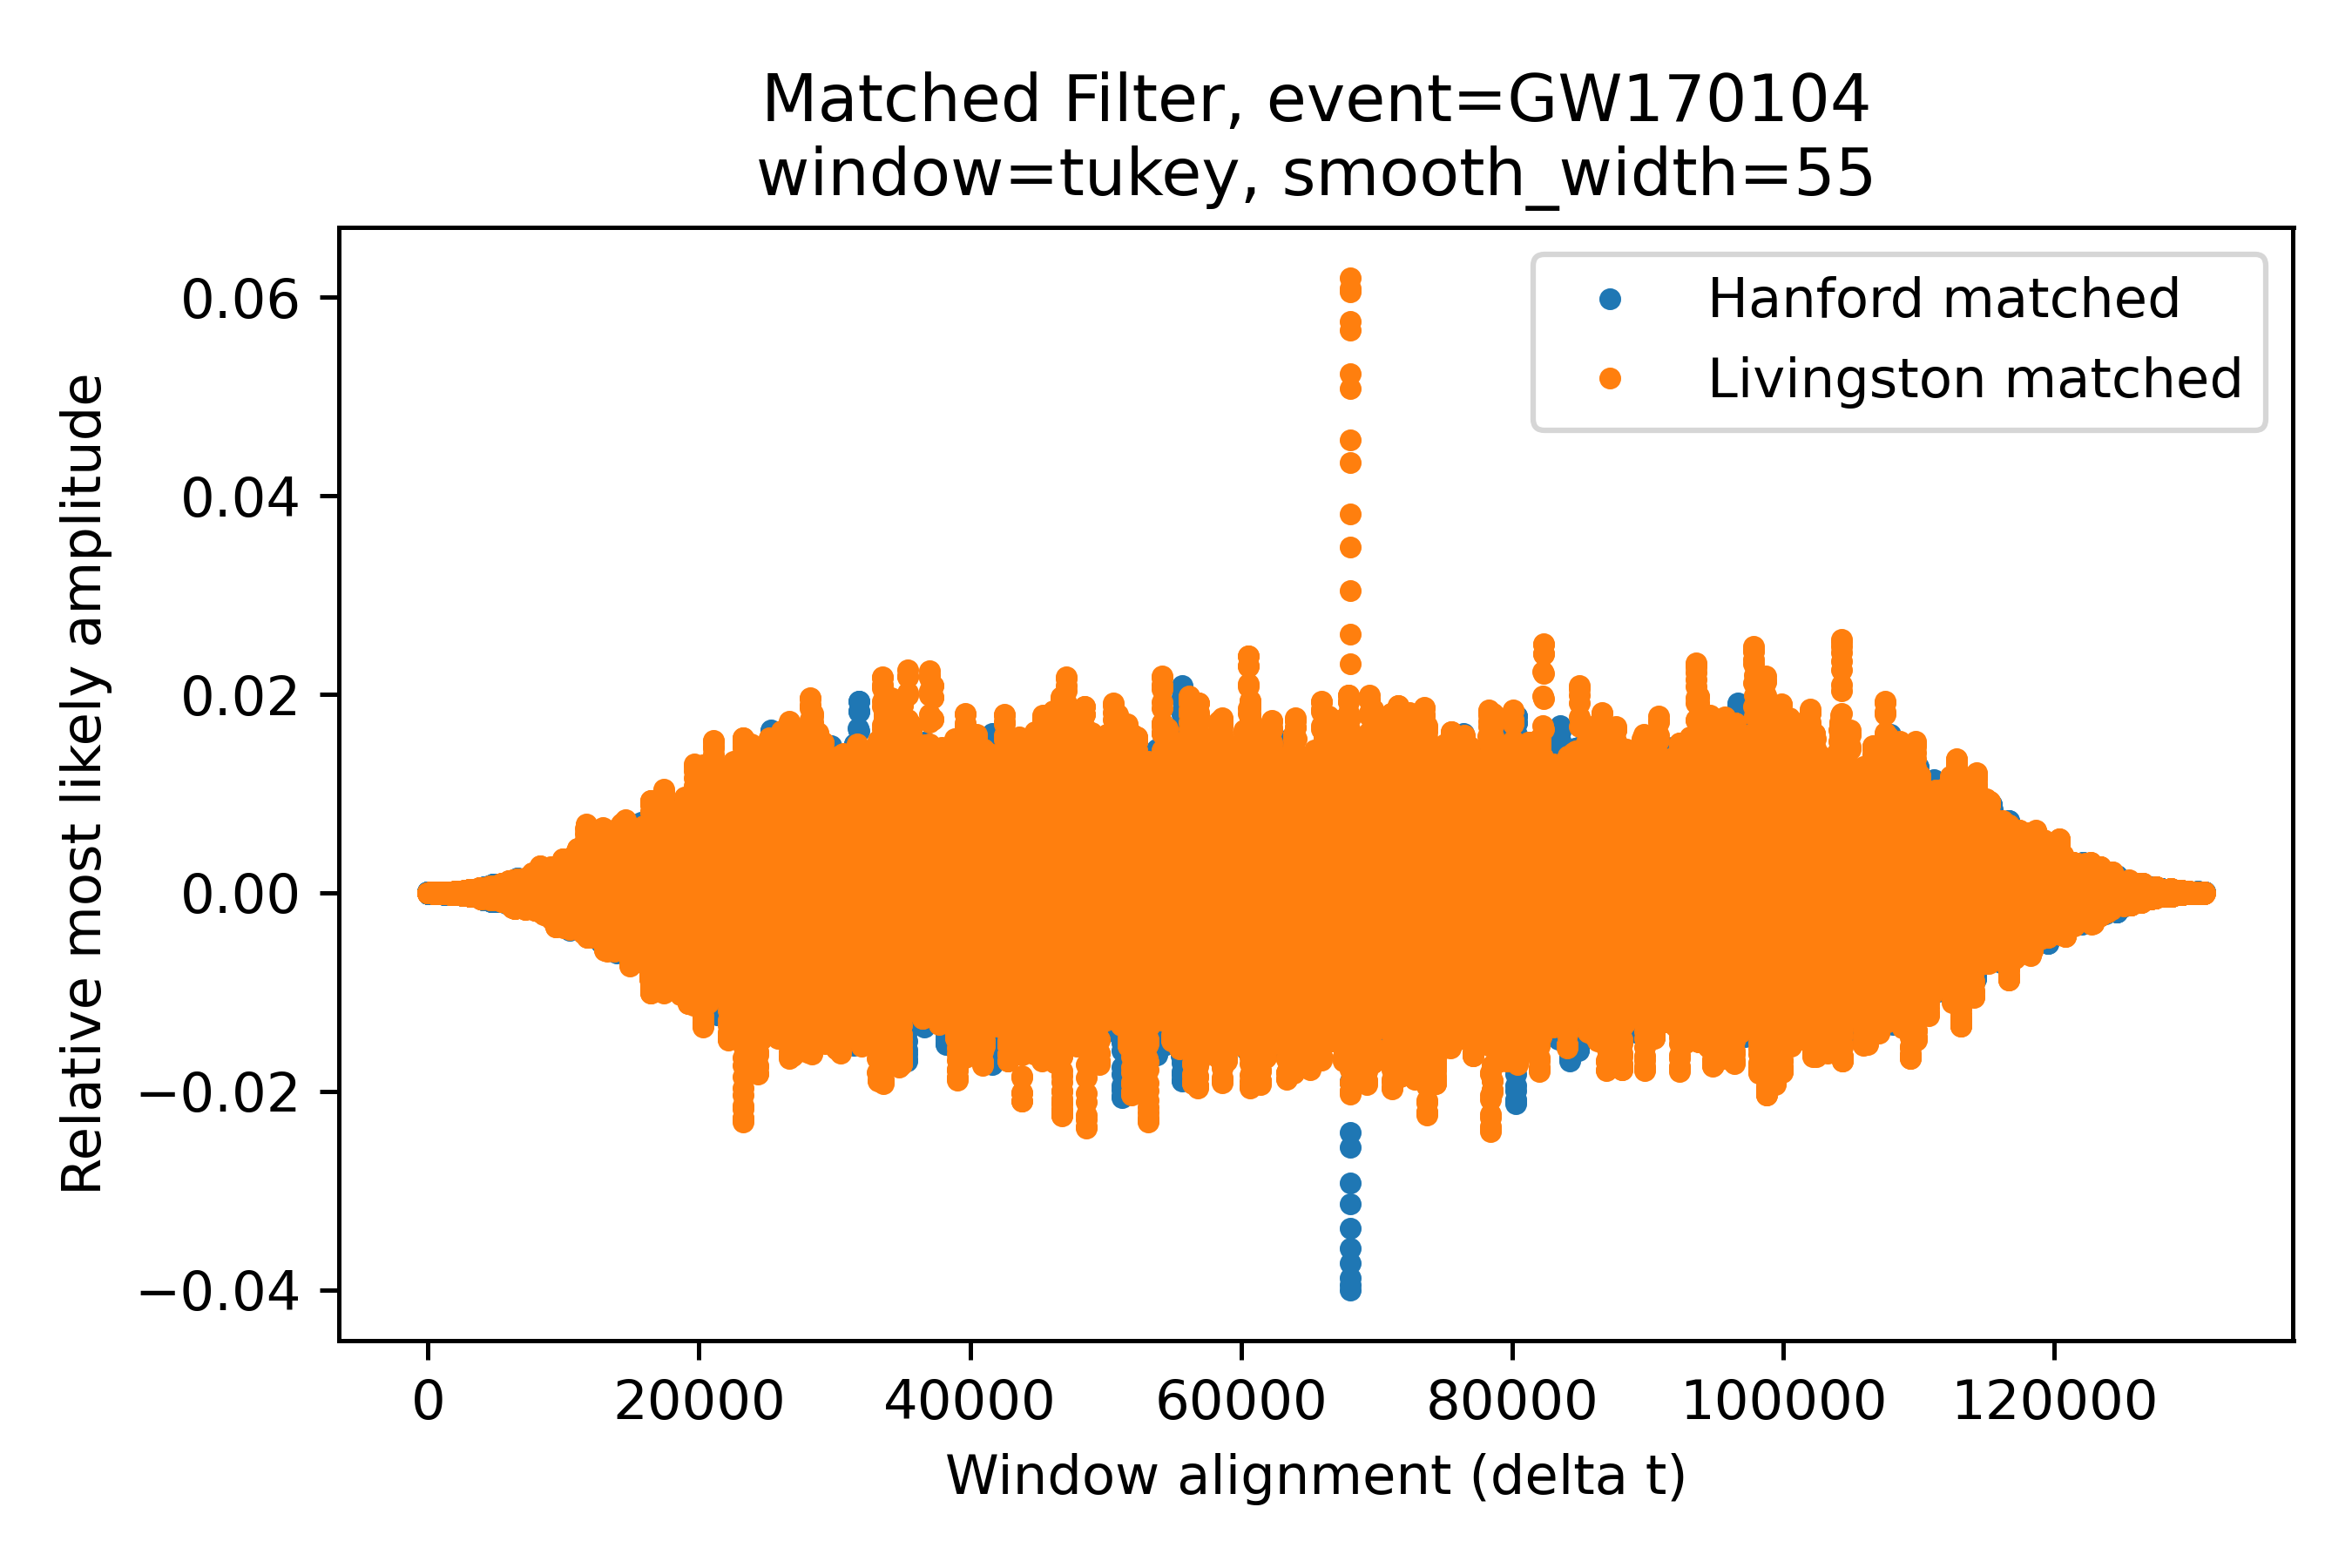 Matched Filter, event=GW170104
window=tukey, smooth_width=55
Hanford matched
Livingston matched
Relative most likely amplitude
0.06
0.04
0.02
0.00
−0.02
−0.04
0 20000 40000 60000 80000 100000 120000
Window alignment (delta t)